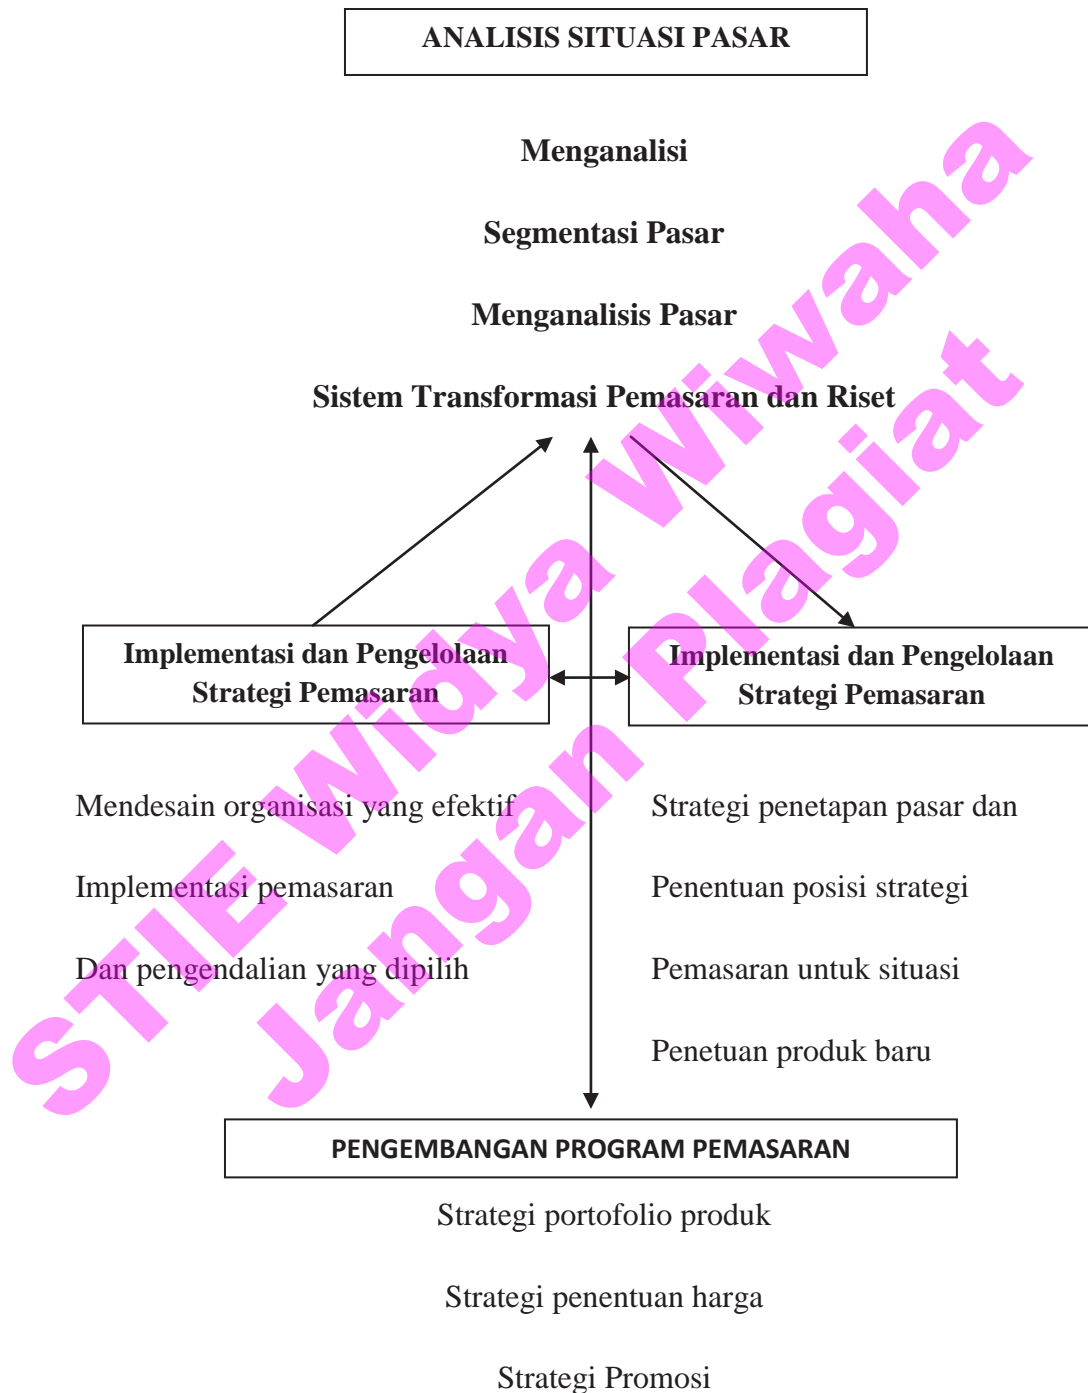 ANALISIS SITUASI PASAR
Menganalisi
Segmentasi Pasar
Menganalisis Pasar
Sistem Transformasi Pemasaran dan Riset
Implementasi dan Pengelolaan
Strategi Pemasaran
Implementasi dan Pengelolaan
Strategi Pemasaran
Mendesain organisasi yang efektif
Implementasi pemasaran
Dan pengendalian yang dipilih
Strategi penetapan pasar dan
Penentuan posisi strategi
Pemasaran untuk situasi
Penetuan produk baru
PENGEMBANGAN PROGRAM PEMASARAN
Strategi portofolio produk
Strategi penentuan harga
Strategi Promosi
STIE Widya Wiwaha
Jangan Plagiat